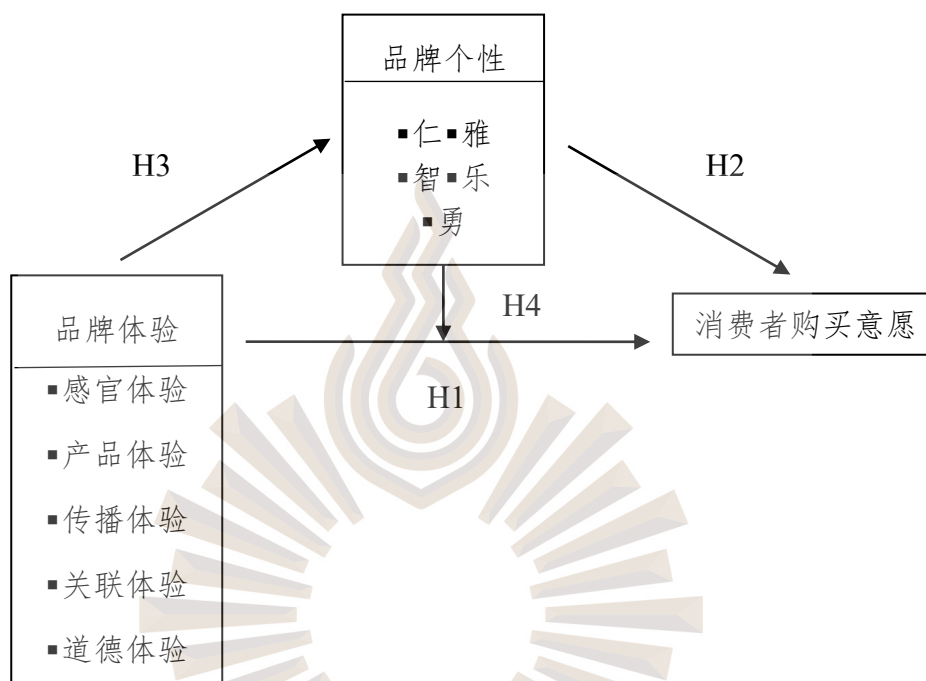 品牌个性
▪仁▪雅
▪智▪乐
▪勇
H3
H2
H4
H1
品牌体验
▪感官体验
▪产品体验
▪传播体验
▪关联体验
▪道德体验
消费者购买意愿